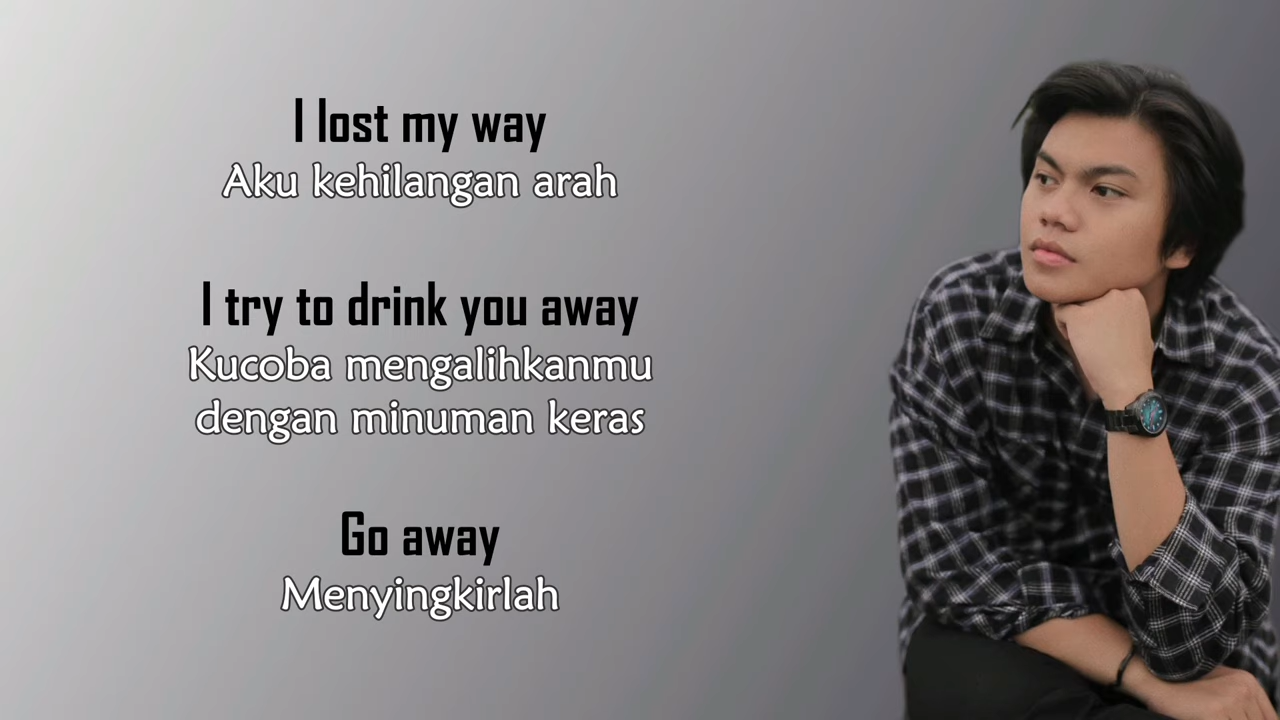 I lost my way
Aku kehilangan arah
I try to drink you away
Kucoba mengalihkanmu
dengan minuman keras
Go away
Menyingkirlah